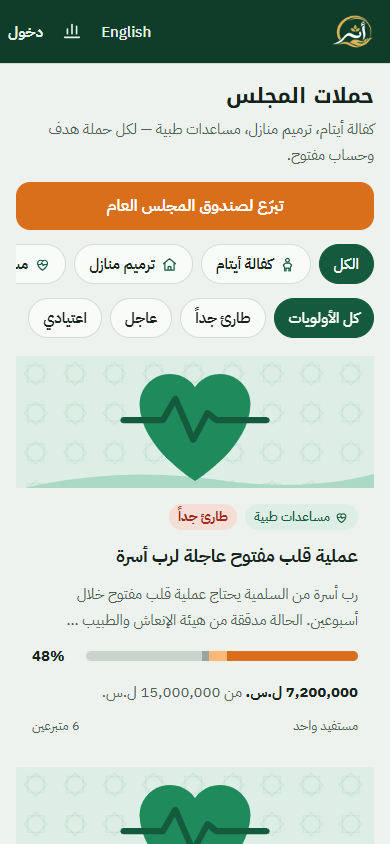 أثر
English
دخول
حملات المجلس
كفالة أيتام، ترميم منازل، مساعدات طبية — لكل حملة هدف
وحساب مفتوح.
تبرّع لصندوق المجلس العام
الكل
كفالة أيتام
ترميم منازل
كل الأولويات
طارئ جداً
عاجل
اعتيادي
مساعدات طبية
طارئ جداً
عملية قلب مفتوح عاجلة لرب أسرة
رب أسرة من السلمية يحتاج عملية قلب مفتوح خلال
أسبوعين. الحالة مدققة من هيئة الإنعاش والطبيب ...
48%
7,200,000 ل.س. من 15,000,000 ل.س.
مستفيد واحد
6 متبرعين